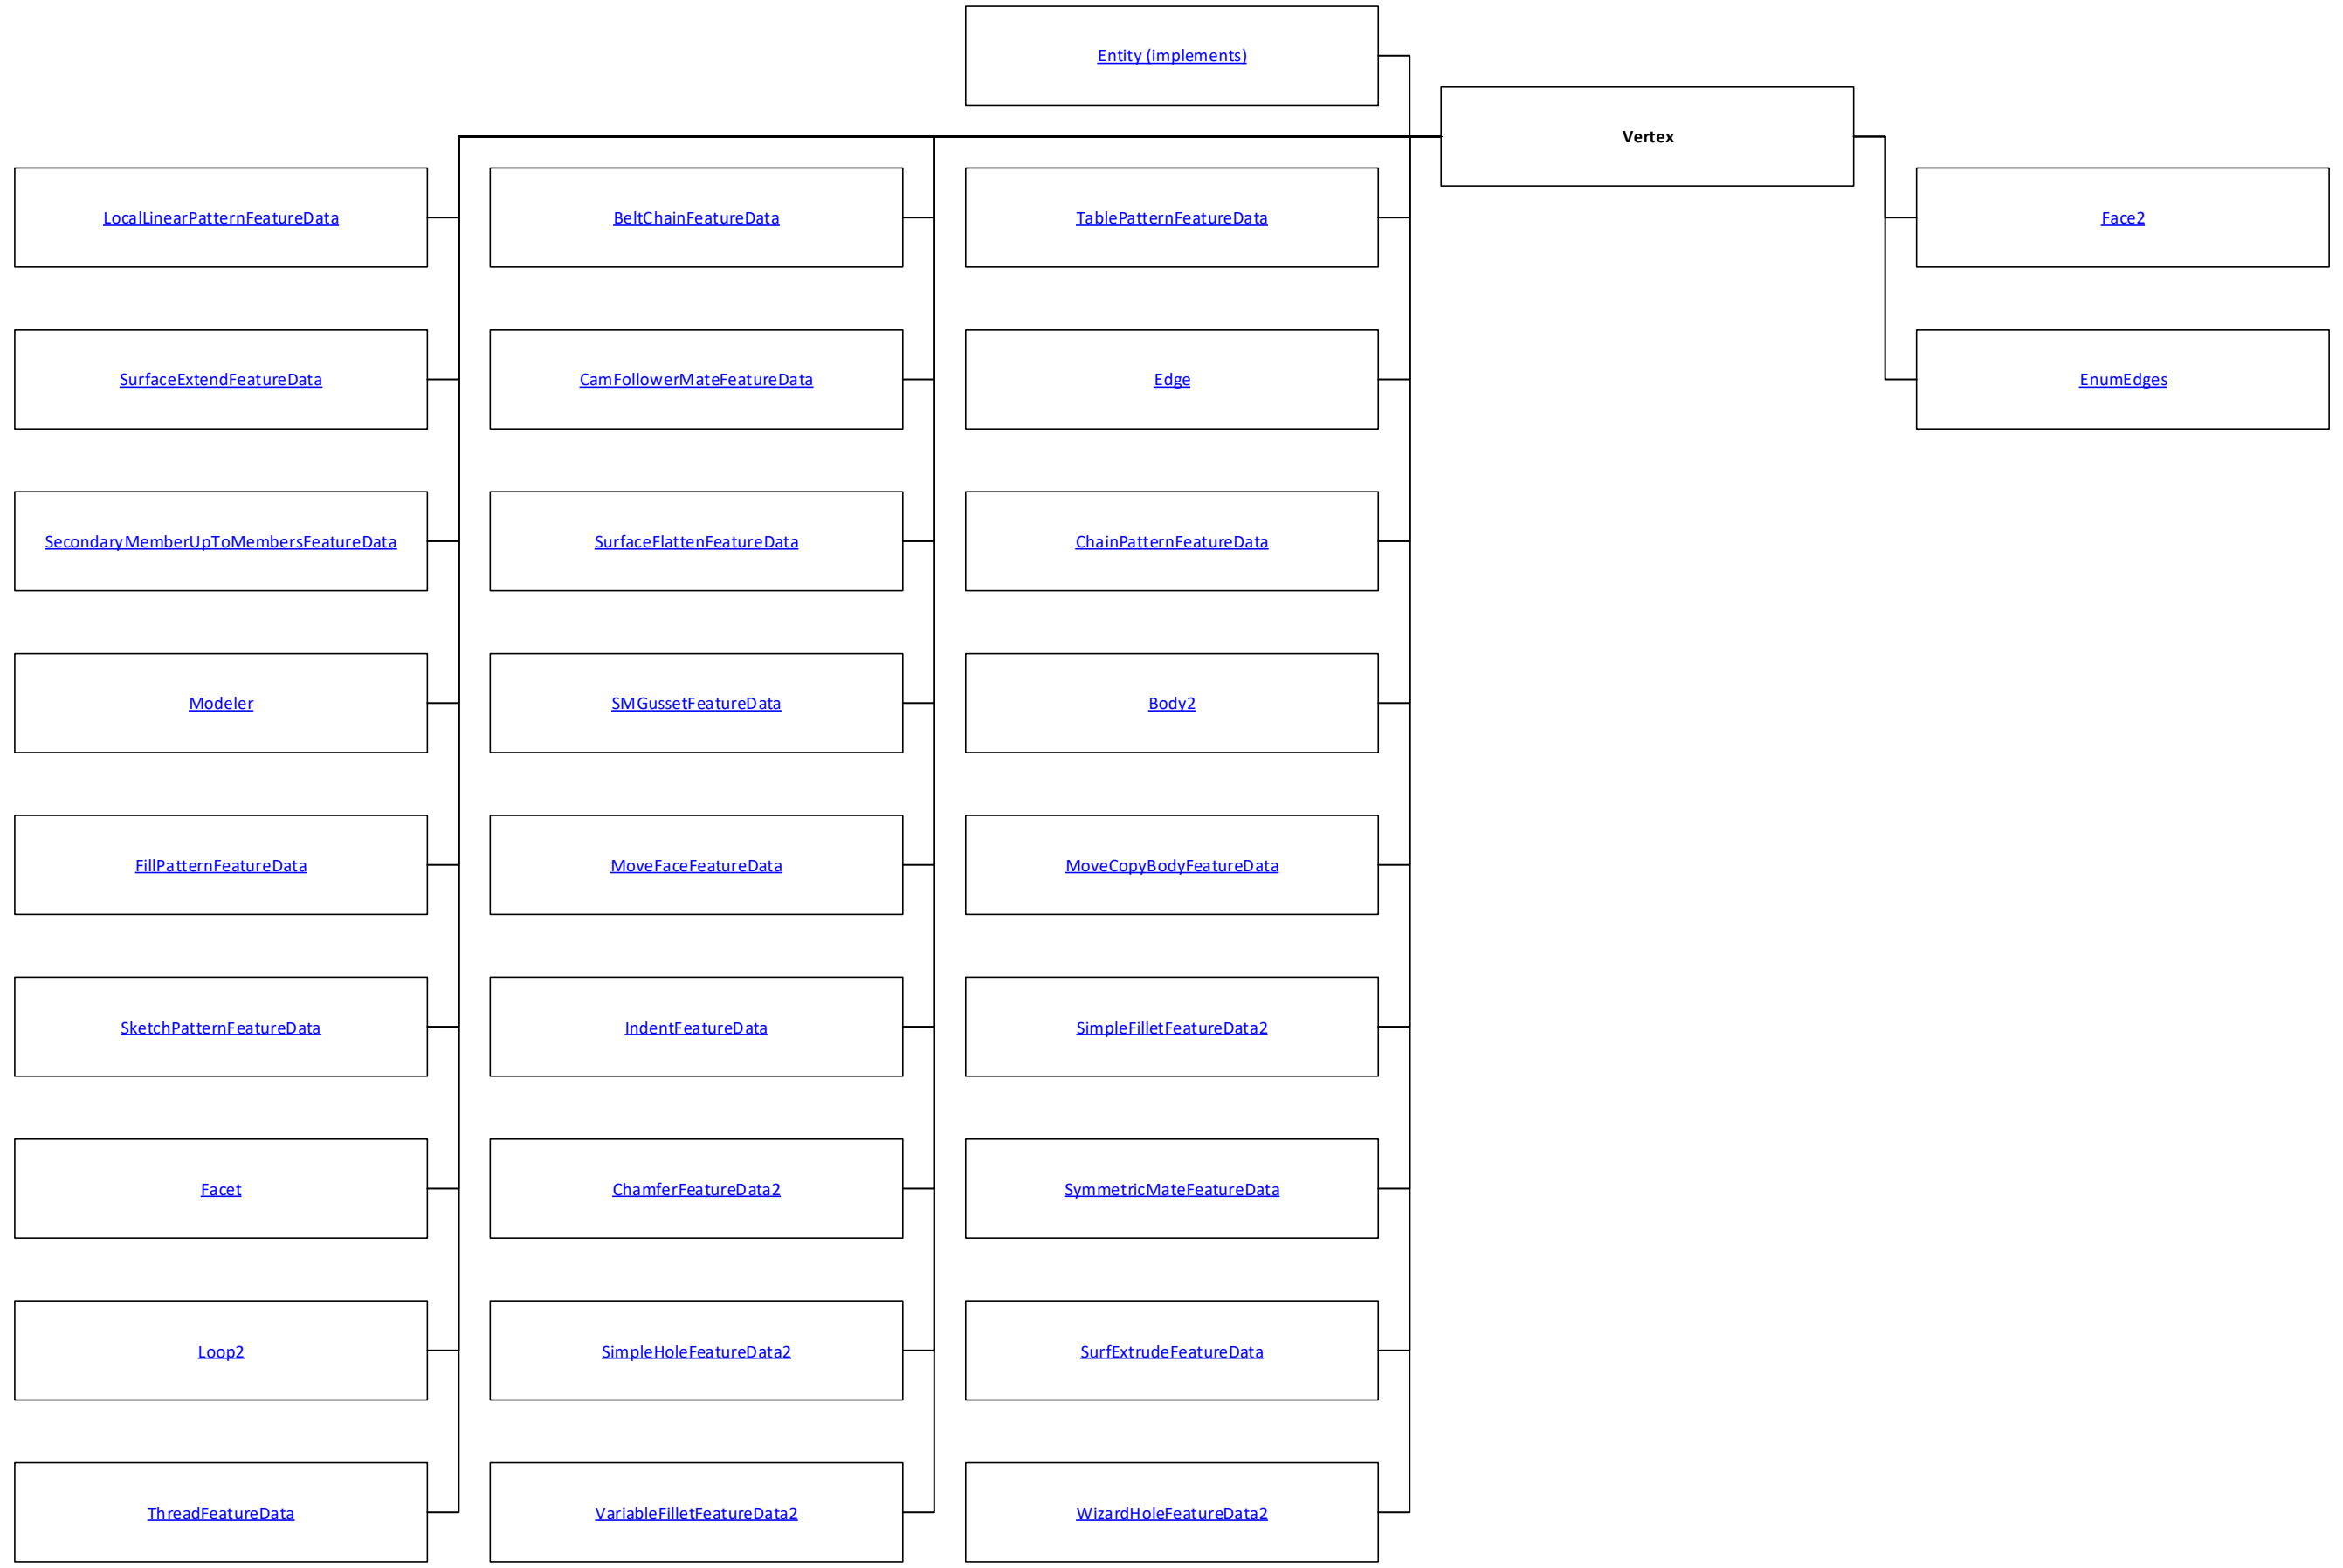 Entity (implements)
Vertex
LocalLinearPatternFeatureData
BeltChainFeatureData
TablePatternFeatureData
Face2
SurfaceExtendFeatureData
CamFollowerMateFeatureData
Edge
EnumEdges
SecondaryMemberUpToMembersFeatureData
SurfaceFlattenFeatureData
ChainPatternFeatureData
Modeler
SMGussetFeatureData
Body2
FillPatternFeatureData
MoveFaceFeatureData
MoveCopyBodyFeatureData
SketchPatternFeatureData
IndentFeatureData
SimpleFilletFeatureData2
Facet
ChamferFeatureData2
SymmetricMateFeatureData
Loop2
SimpleHoleFeatureData2
SurfExtrudeFeatureData
ThreadFeatureData
VariableFilletFeatureData2
WizardHoleFeatureData2